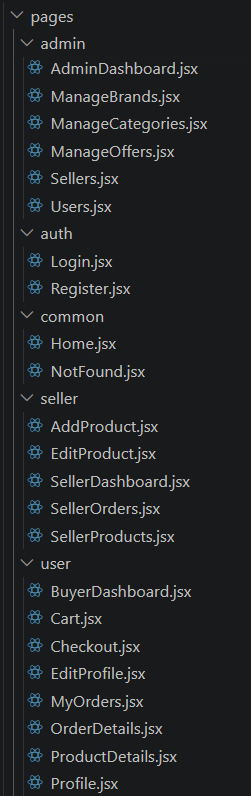 pages
admin
AdminDashboard.jsx
ManageBrands.jsx
ManageCategories.jsx
ManageOffers.jsx
Sellers.jsx
Users.jsx
auth
Login.jsx
Register.jsx
common
Home.jsx
NotFound.jsx
seller
AddProduct.jsx
EditProduct.jsx
SellerDashboard.jsx
SellerOrders.jsx
SellerProducts.jsx
user
BuyerDashboard.jsx
Cart.jsx
Checkout.jsx
EditProfile.jsx
MyOrders.jsx
OrderDetails.jsx
ProductDetails.jsx
Profile.jsx